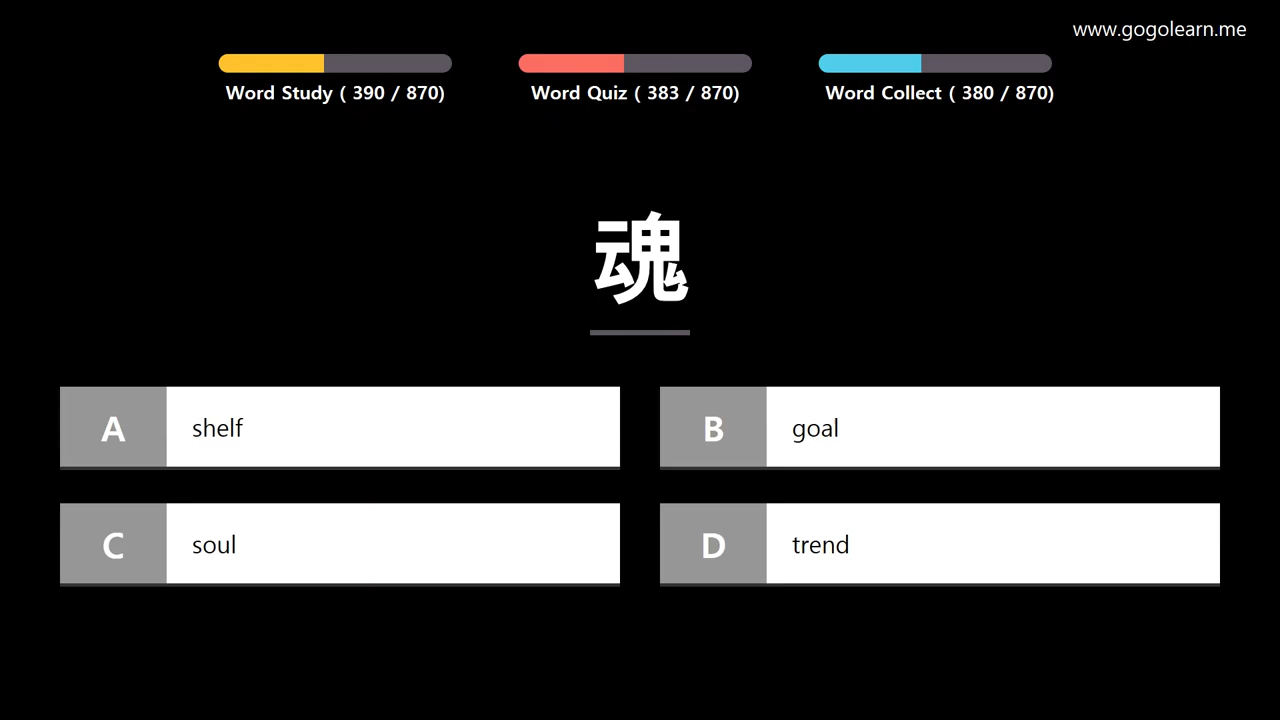 www.gogolearn.me
Word Study ( 390 / 870)
Word Quiz ( 383 / 870)
Word Collect ( 380 / 870)
魂
A shelf
B goal
C soul
D trend